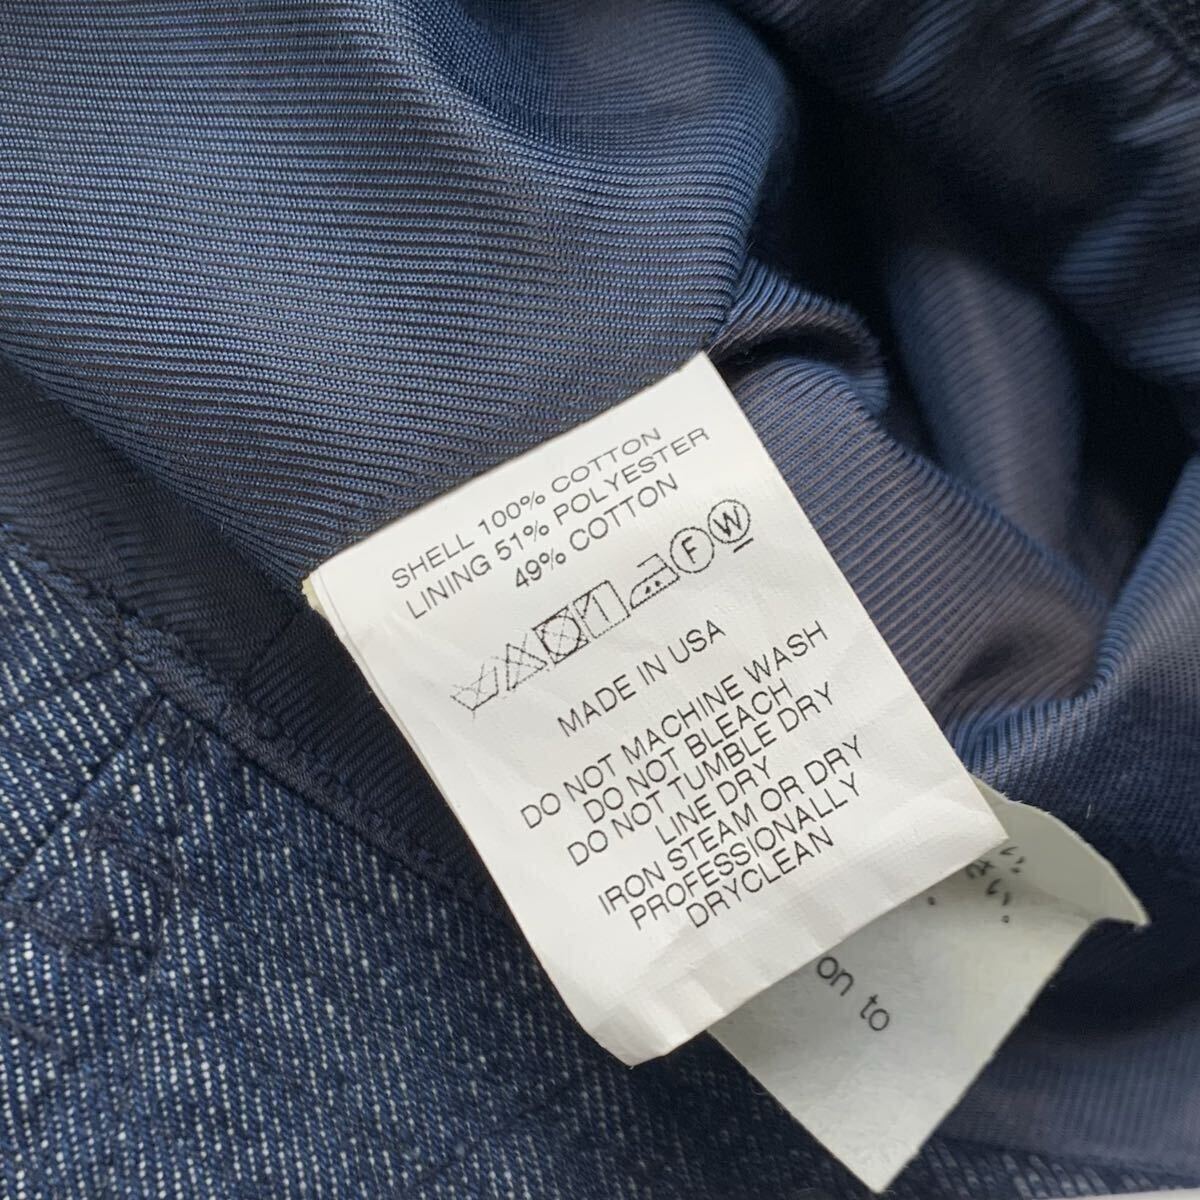 SHELL 100% COTTON
LINING 51% POLYESTER
49% COTTON
F W
MADE IN USA
DO NOT MACHINE WASH
DO NOT BLEACH
DO NOT TUMBLE DRY
LINE DRY
IRON STEAM OR DRY
PROFESSIONALLY
DRYCLEAN
on to